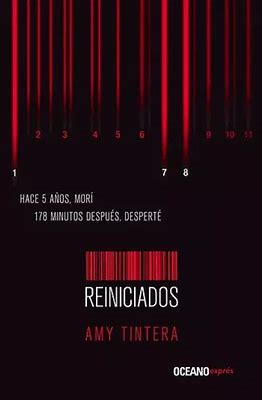 1 2 3 4 5 6 7 8 9 10 11
HACE 5 AÑOS, MORÍ
178 MINUTOS DESPUÉS, DESPERTÉ
REINICIADOS
AMY TINTERA
OCEANO exprés